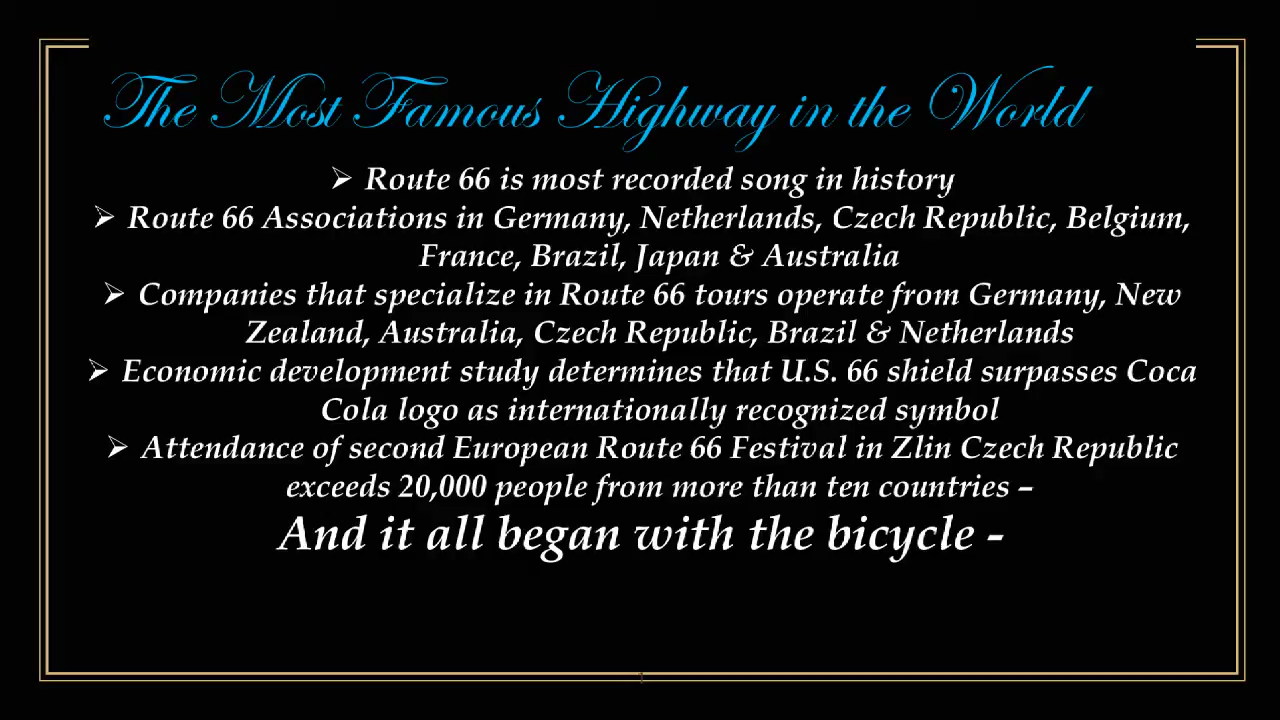 The Most Famous Highway in the World
➢ Route 66 is most recorded song in history
➢ Route 66 Associations in Germany, Netherlands, Czech Republic, Belgium,
France, Brazil, Japan & Australia
➢ Companies that specialize in Route 66 tours operate from Germany, New
Zealand, Australia, Czech Republic, Brazil & Netherlands
➢ Economic development study determines that U.S. 66 shield surpasses Coca
Cola logo as internationally recognized symbol
➢ Attendance of second European Route 66 Festival in Zlin Czech Republic
exceeds 20,000 people from more than ten countries –
And it all began with the bicycle -
1